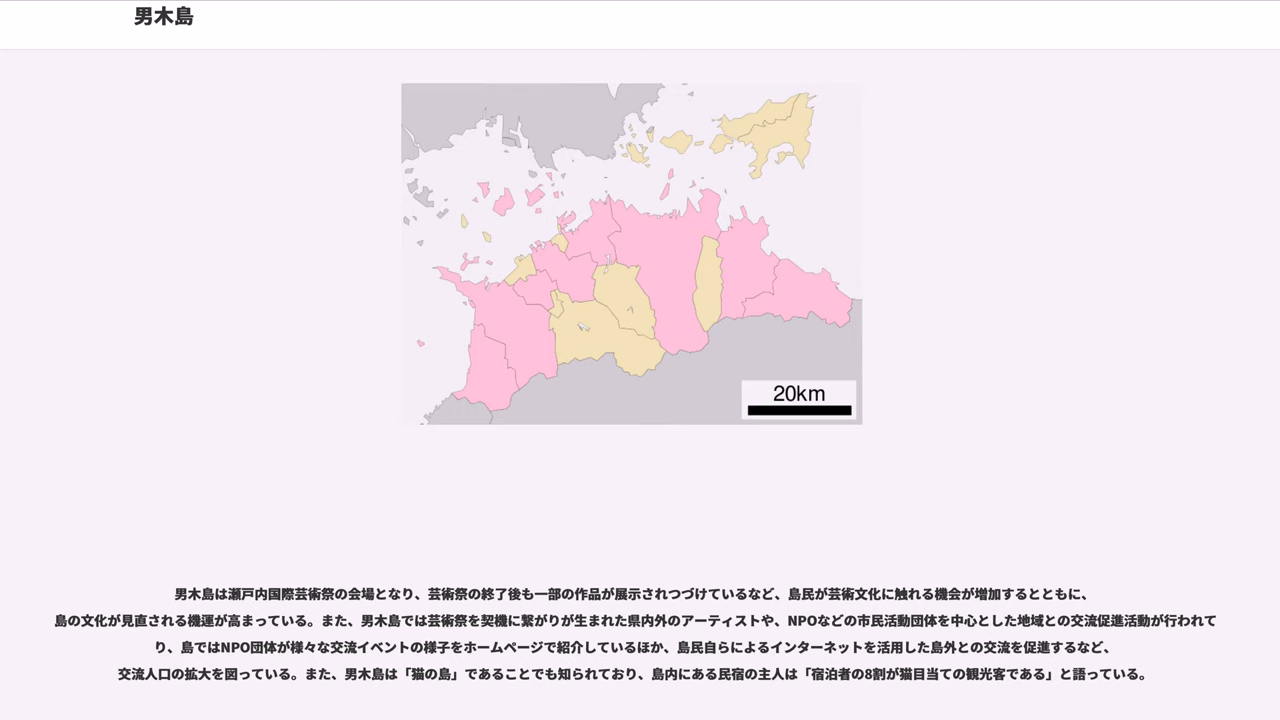 男木島
20km
男木島は瀬戸内国際芸術祭の会場となり、芸術祭の終了後も一部の作品が展示されつづけているなど、島民が芸術文化に触れる機会が増加するとともに、
島の文化が見直される機運が高まっている。また、男木島では芸術祭を契機に繋がりが生まれた県内外のアーティストや、NPOなどの市民活動団体を中心とした地域との交流促進活動が行われて
り、島ではNPO団体が様々な交流イベントの様子をホームページで紹介しているほか、島民自らによるインターネットを活用した島外との交流を促進するなど、
交流人口の拡大を図っている。また、男木島は「猫の島」であることでも知られており、島内にある民宿の主人は「宿泊者の8割が猫目当ての観光客である」と語っている。